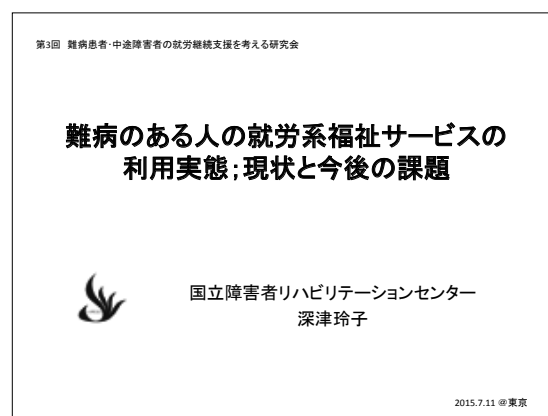 第3回 難病患者・中途障害者の就労継続支援を考える研究会
難病のある人の就労系福祉サービスの
利用実態;現状と今後の課題
国立障害者リハビリテーションセンター
深津玲子
2015.7.11 @東京